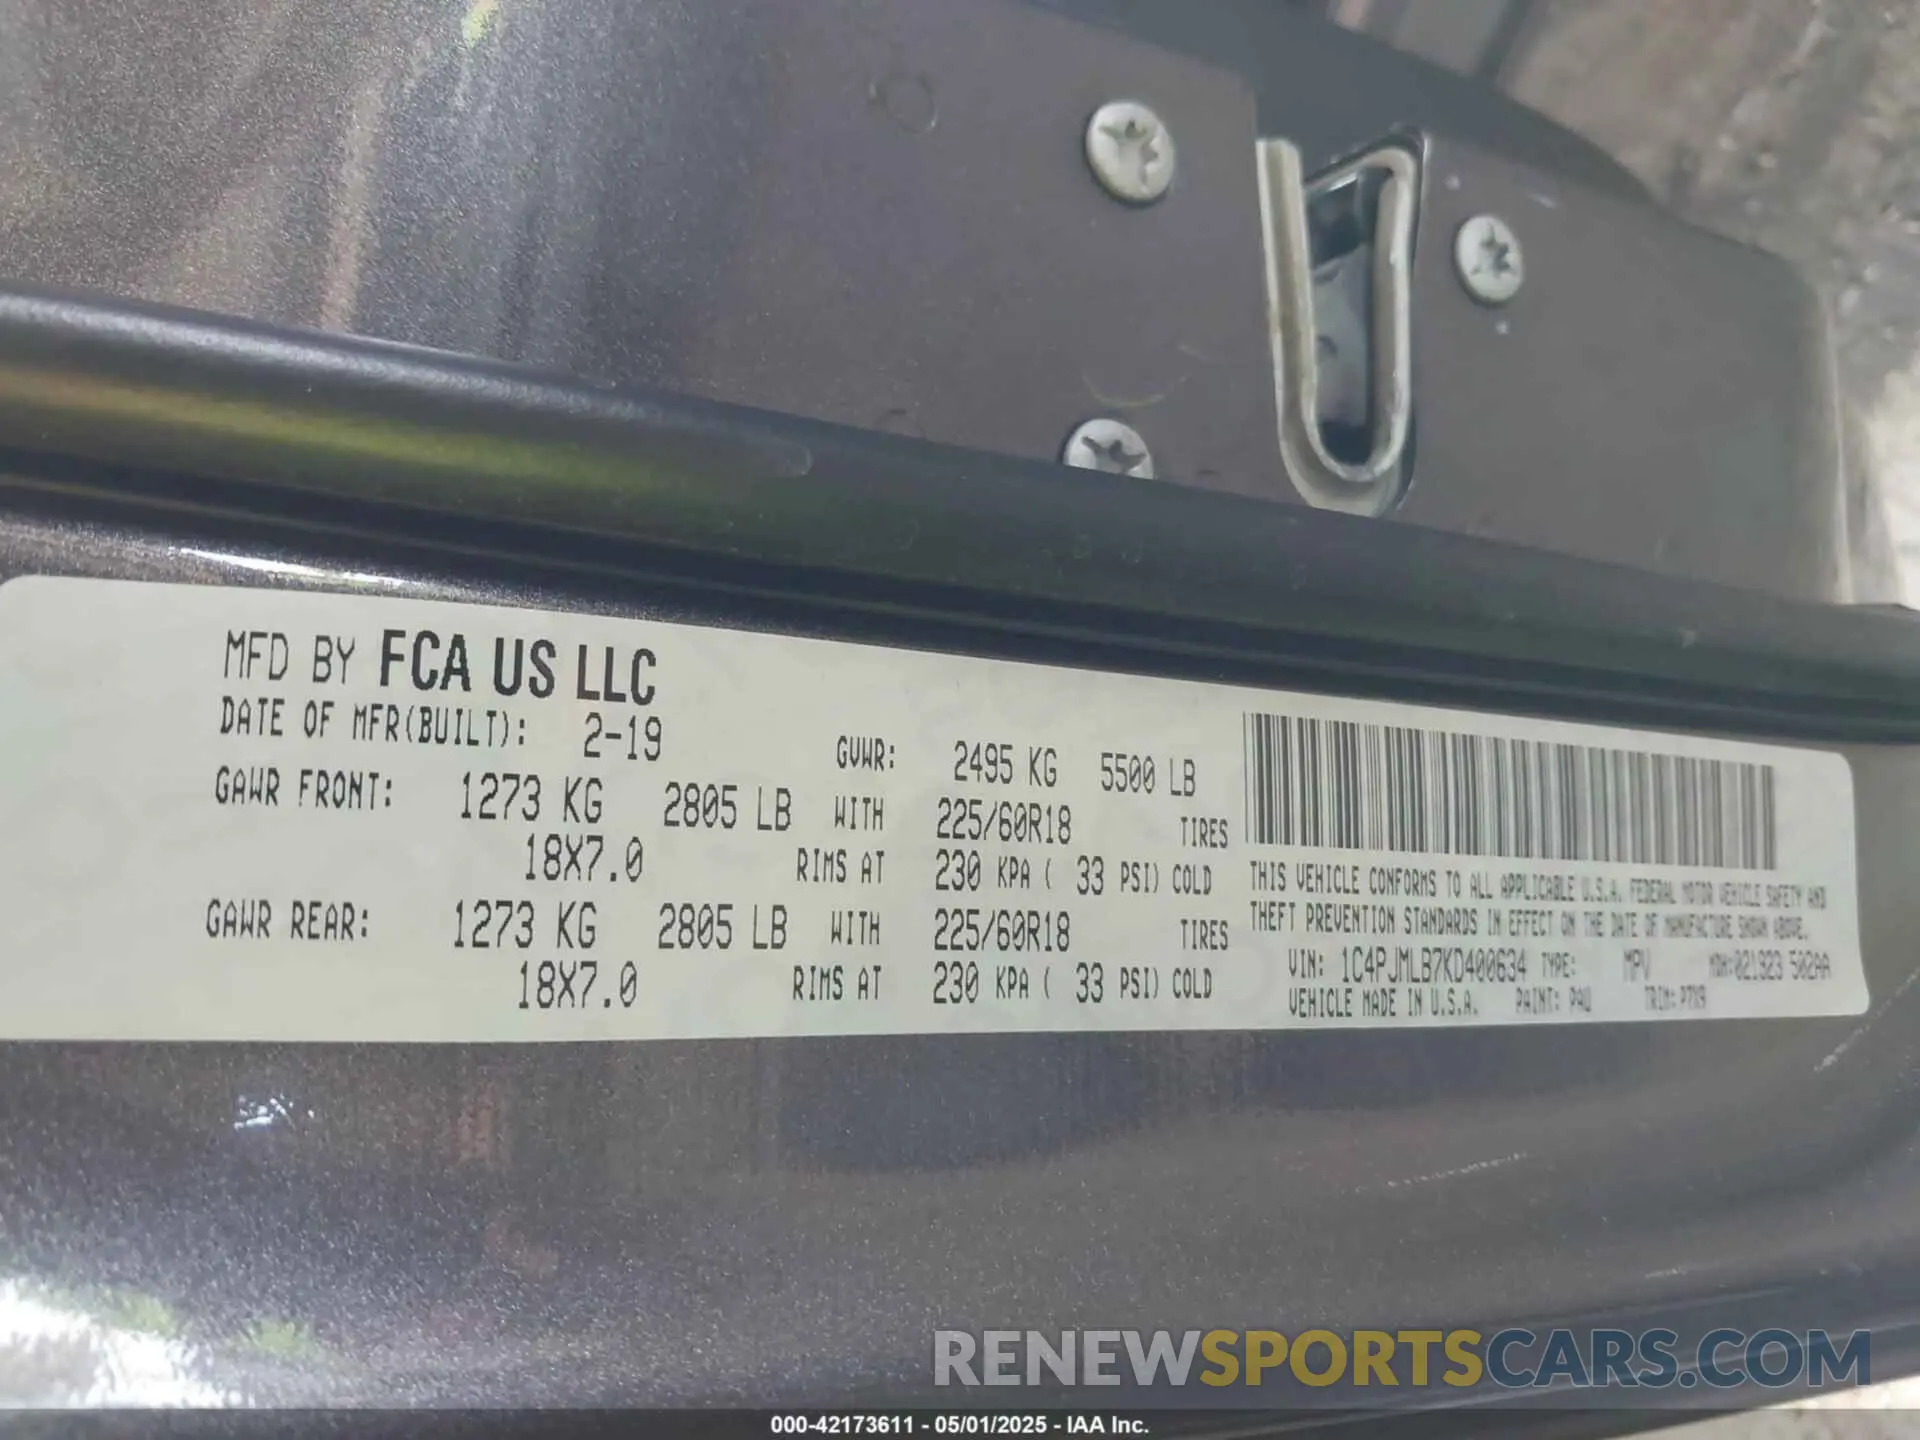 MFD BY FCA US LLC
DATE OF MFR(BUILT): 2-19 GVWR: 2495 KG 5500 LB
GAWR FRONT: 1273 KG 2805 LB WITH 225/60R18 TIRES
18X7.0 RIMS AT 230 KPA ( 33 PSI) COLD
GAWR REAR: 1273 KG 2805 LB WITH 225/60R18 TIRES
18X7.0 RIMS AT 230 KPA ( 33 PSI) COLD
THIS VEHICLE CONFORMS TO ALL APPLICABLE U.S.A. FEDERAL MOTOR VEHICLE SAFETY AND
THEFT PREVENTION STANDARDS IN EFFECT ON THE DATE OF MANUFACTURE SHOWN ABOVE.
VIN: 1C4PJMLB7KD400634 TYPE: MPV MDH:021323 502AA
VEHICLE MADE IN U.S.A. PAINT: PAU TRIM: P7X9
RENEWSPORTSCARS.COM
000-42173611 - 05/01/2025 - IAA Inc.